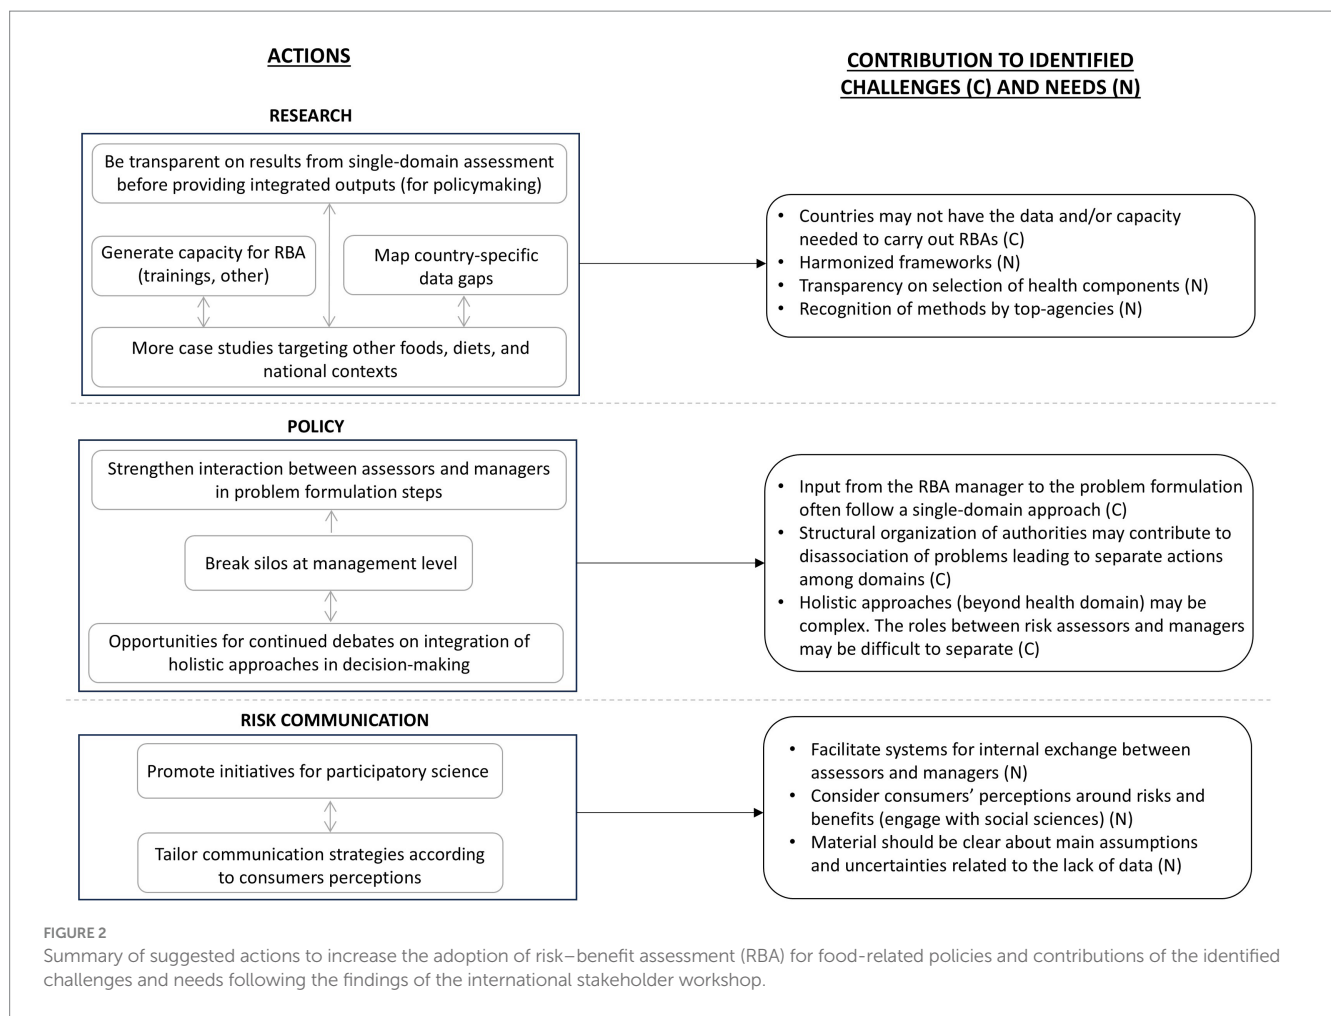 ACTIONS
CONTRIBUTION TO IDENTIFIED
CHALLENGES (C) AND NEEDS (N)
RESEARCH
Be transparent on results from single-domain assessment
before providing integrated outputs (for policymaking)
Generate capacity for RBA
(trainings, other)
Map country-specific
data gaps
More case studies targeting other foods, diets, and
national contexts
• Countries may not have the data and/or capacity
needed to carry out RBAs (C)
• Harmonized frameworks (N)
• Transparency on selection of health components (N)
• Recognition of methods by top-agencies (N)
POLICY
Strengthen interaction between assessors and managers
in problem formulation steps
Break silos at management level
Opportunities for continued debates on integration of
holistic approaches in decision-making
• Input from the RBA manager to the problem formulation
often follow a single-domain approach (C)
• Structural organization of authorities may contribute to
disassociation of problems leading to separate actions
among domains (C)
• Holistic approaches (beyond health domain) may be
complex. The roles between risk assessors and managers
may be difficult to separate (C)
RISK COMMUNICATION
Promote initiatives for participatory science
Tailor communication strategies according
to consumers perceptions
• Facilitate systems for internal exchange between
assessors and managers (N)
• Consider consumers’ perceptions around risks and
benefits (engage with social sciences) (N)
• Material should be clear about main assumptions
and uncertainties related to the lack of data (N)
FIGURE 2
Summary of suggested actions to increase the adoption of risk–benefit assessment (RBA) for food-related policies and contributions of the identified
challenges and needs following the findings of the international stakeholder workshop.